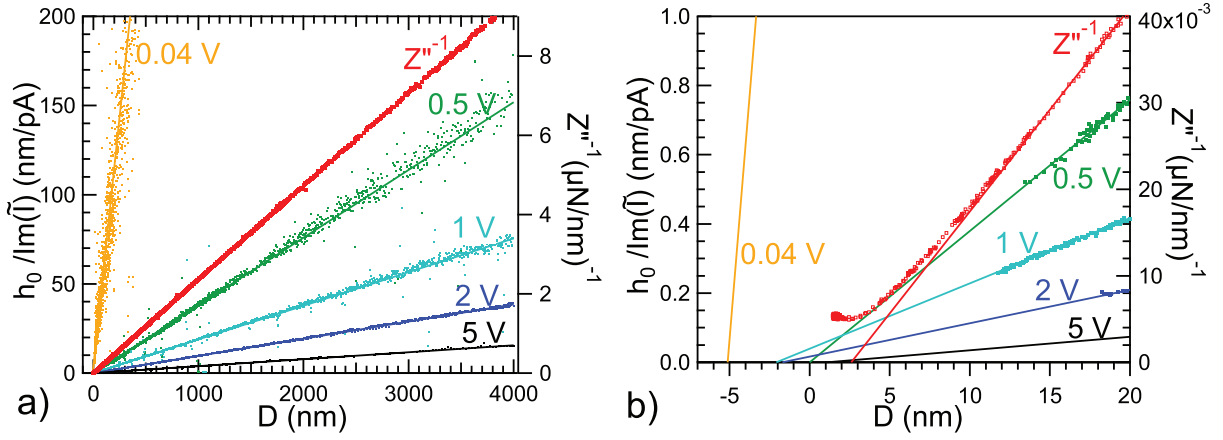 200
150
100
50
0
h₀ /Im(Ĩ) (nm/pA)
0.04 V
Z''⁻¹
0.5 V
1 V
2 V
5 V
8
6
4
2
0
Z''⁻¹(µN/nm)⁻¹
0 1000 2000 3000 4000
D (nm)
a)
1.0
0.8
0.6
0.4
0.2
0.0
h₀ /Im(Ĩ) (nm/pA)
0.04 V
Z''⁻¹
0.5 V
1 V
2 V
5 V
40x10⁻³
30
20
10
0
Z''⁻¹(µN/nm)⁻¹
-5 0 5 10 15 20
D (nm)
b)